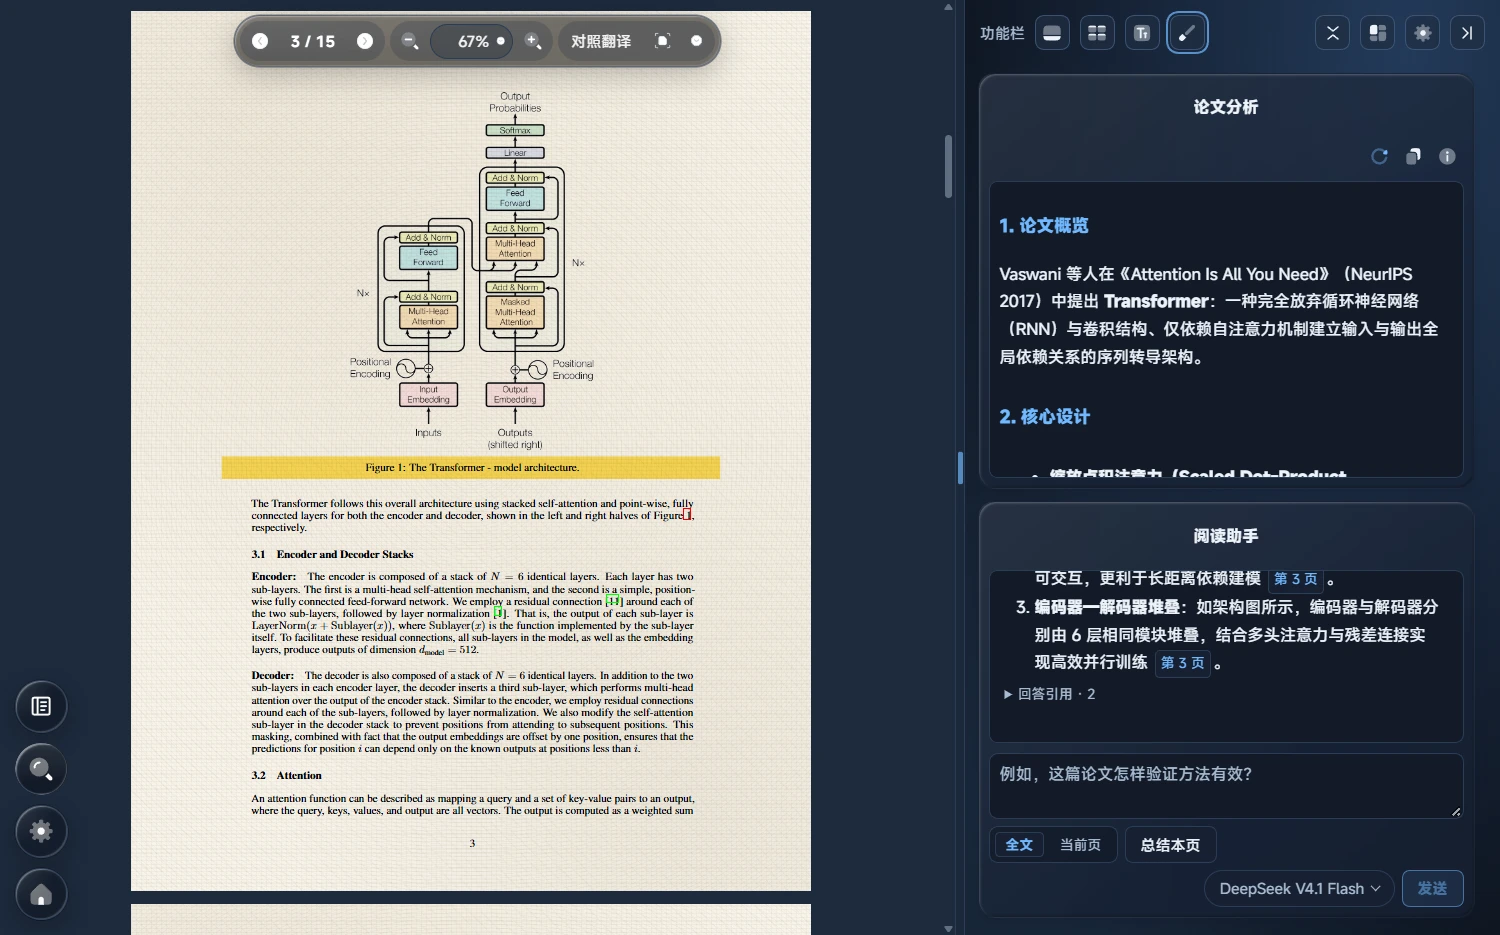 3 / 15
67%
对照翻译
Output
Probabilities
Softmax
Linear
Add & Norm
Feed
Forward
Add & Norm
Multi-Head
Attention
Nx
Add & Norm
Masked
Multi-Head
Attention
Add & Norm
Feed
Forward
Nx
Add & Norm
Multi-Head
Attention
Positional
Encoding
Positional
Encoding
Input
Embedding
Output
Embedding
Inputs
Outputs
(shifted right)
Figure 1: The Transformer - model architecture.
The Transformer follows this overall architecture using stacked self-attention and point-wise, fully
connected layers for both the encoder and decoder, shown in the left and right halves of Figure 1,
respectively.
3.1 Encoder and Decoder Stacks
Encoder: The encoder is composed of a stack of N = 6 identical layers. Each layer has two
sub-layers. The first is a multi-head self-attention mechanism, and the second is a simple, position-
wise fully connected feed-forward network. We employ a residual connection [ ] around each of
the two sub-layers, followed by layer normalization [ ]. That is, the output of each sub-layer is
LayerNorm(x + Sublayer(x)), where Sublayer(x) is the function implemented by the sub-layer
itself. To facilitate these residual connections, all sub-layers in the model, as well as the embedding
layers, produce outputs of dimension dmodel = 512.
Decoder: The decoder is also composed of a stack of N = 6 identical layers. In addition to the two
sub-layers in each encoder layer, the decoder inserts a third sub-layer, which performs multi-head
attention over the output of the encoder stack. Similar to the encoder, we employ residual connections
around each of the sub-layers, followed by layer normalization. We also modify the self-attention
sub-layer in the decoder stack to prevent positions from attending to subsequent positions. This
masking, combined with fact that the output embeddings are offset by one position, ensures that the
predictions for position i can depend only on the known outputs at positions less than i.
3.2 Attention
An attention function can be described as mapping a query and a set of key-value pairs to an output,
where the query, keys, values, and output are all vectors. The output is computed as a weighted sum
3
功能栏
论文分析
1. 论文概览
Vaswani 等人在《Attention Is All You Need》（NeurIPS
2017）中提出 Transformer：一种完全放弃循环神经网络
（RNN）与卷积结构、仅依赖自注意力机制建立输入与输出全
局依赖关系的序列转导架构。
2. 核心设计
• 缩放点积注意力（Scaled Dot-Product
阅读助手
可交互，更利于长距离依赖建模 第 3 页 。
3. 编码器—解码器堆叠：如架构图所示，编码器与解码器分
别由 6 层相同模块堆叠，结合多头注意力与残差连接实
现高效并行训练 第 3 页 。
▶ 回答引用 · 2
例如，这篇论文怎样验证方法有效？
全文 当前页 总结本页
DeepSeek V4.1 Flash 发送